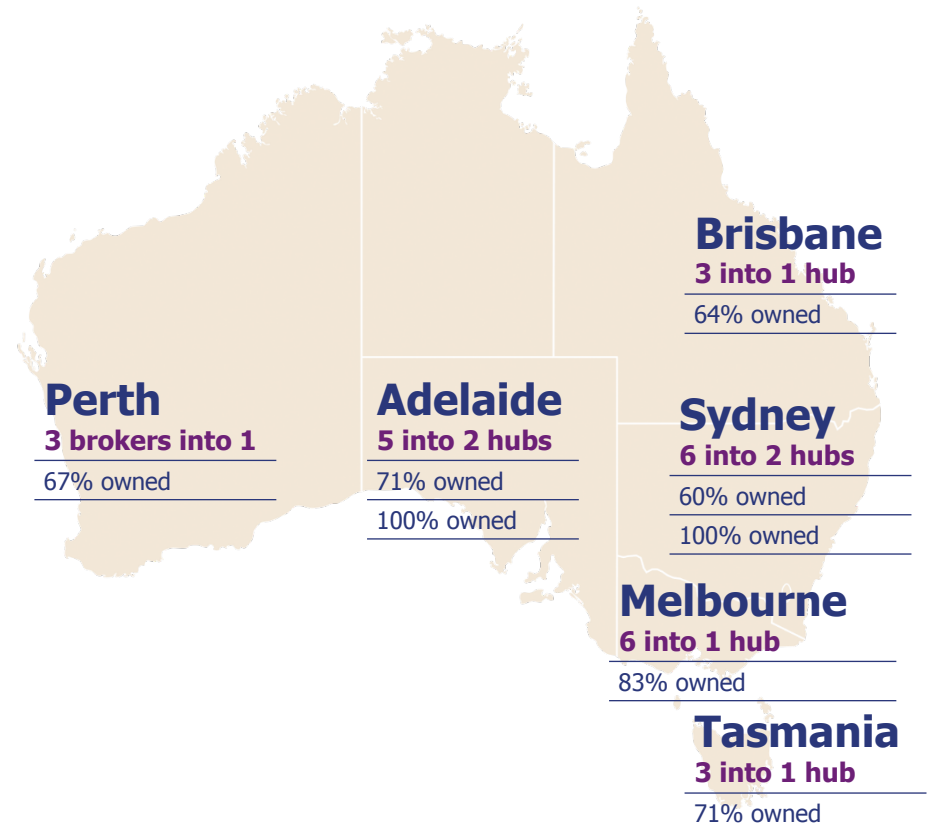 Brisbane
3 into 1 hub
64% owned
Perth
3 brokers into 1
67% owned
Adelaide
5 into 2 hubs
71% owned
100% owned
Sydney
6 into 2 hubs
60% owned
100% owned
Melbourne
6 into 1 hub
83% owned
Tasmania
3 into 1 hub
71% owned